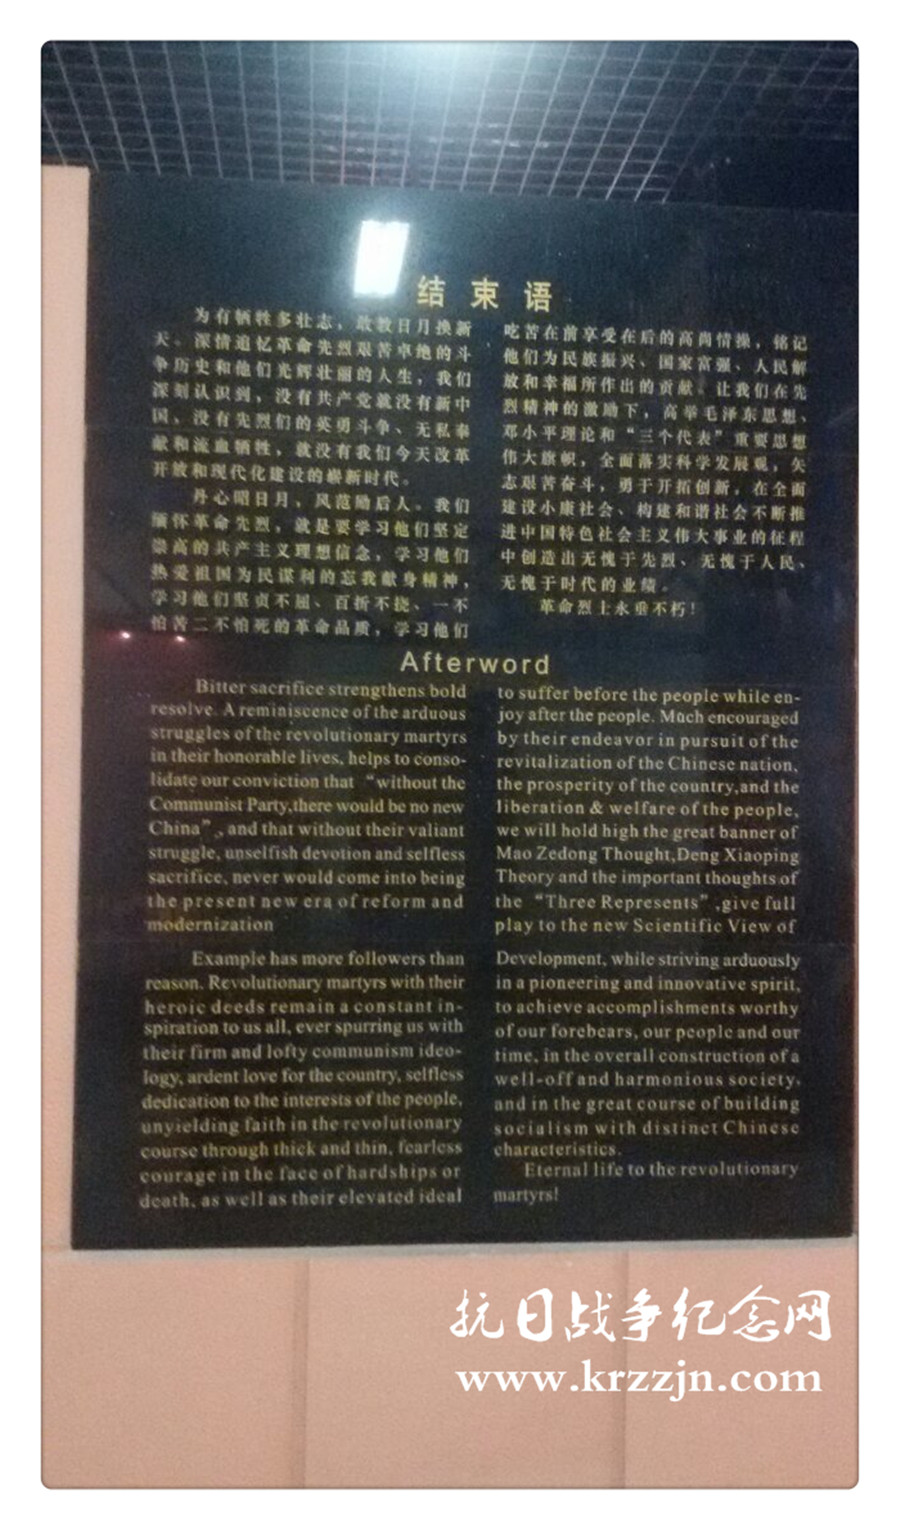 结束语
为有牺牲多壮志，敢教日月换新
天。深情追忆革命先烈艰苦卓绝的斗
争历史和他们光辉壮丽的人生，我们
深刻认识到，没有共产党就没有新中
国，没有先烈们的英勇斗争、无私奉
献和流血牺牲，就没有我们今天改革
开放和现代化建设的崭新时代。
丹心昭日月，风范励后人。我们
缅怀革命先烈，就是要学习他们坚定
崇高的共产主义理想信念，学习他们
热爱祖国为民谋利的忘我献身精神，
学习他们坚贞不屈、百折不挠、一不
怕苦二不怕死的革命品质，学习他们
吃苦在前享受在后的高尚情操，铭记
他们为民族振兴、国家富强、人民解
放和幸福所作出的贡献。让我们在先
烈精神的激励下，高举毛泽东思想、
邓小平理论和“三个代表”重要思想
伟大旗帜，全面落实科学发展观，矢
志艰苦奋斗，勇于开拓创新，在全面
建设小康社会、构建和谐社会不断推
进中国特色社会主义伟大事业的征程
中创造出无愧于先烈、无愧于人民、
无愧于时代的业绩。
革命烈士永垂不朽！
Afterword
Bitter sacrifice strengthens bold
resolve. A reminiscence of the arduous
struggles of the revolutionary martyrs
in their honorable lives, helps to conso-
lidate our conviction that “without the
Communist Party,there would be no new
China”, and that without their valiant
struggle, unselfish devotion and selfless
sacrifice, never would come into being
the present new era of reform and
modernization
Example has more followers than
reason. Revolutionary martyrs with their
heroic deeds remain a constant in-
spiration to us all, ever spurring us with
their firm and lofty communism ideo-
logy, ardent love for the country, selfless
dedication to the interests of the people,
unyielding faith in the revolutionary
course through thick and thin, fearless
courage in the face of hardships or
death, as well as their elevated ideal
to suffer before the people while en-
joy after the people. Much encouraged
by their endeavor in pursuit of the
revitalization of the Chinese nation,
the prosperity of the country,and the
liberation & welfare of the people,
we will hold high the great banner of
Mao Zedong Thought,Deng Xiaoping
Theory and the important thoughts of
the “Three Represents”,give full
play to the new Scientific View of
Development, while striving arduously
in a pioneering and innovative spirit,
to achieve accomplishments worthy
of our forebears, our people and our
time, in the overall construction of a
well-off and harmonious society,
and in the great course of building
socialism with distinct Chinese
characteristics.
Eternal life to the revolutionary
martyrs!
抗日战争纪念网
www.krzzjn.com